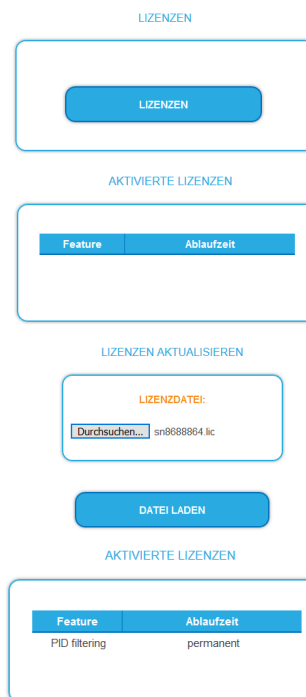 LIZENZEN
LIZENZEN
AKTIVIERTE LIZENZEN
Feature Ablaufzeit
LIZENZEN AKTUALISIEREN
LIZENZDATEI:
Durchsuchen... sn8688864.lic
DATEI LADEN
AKTIVIERTE LIZENZEN
Feature Ablaufzeit
PID filtering permanent